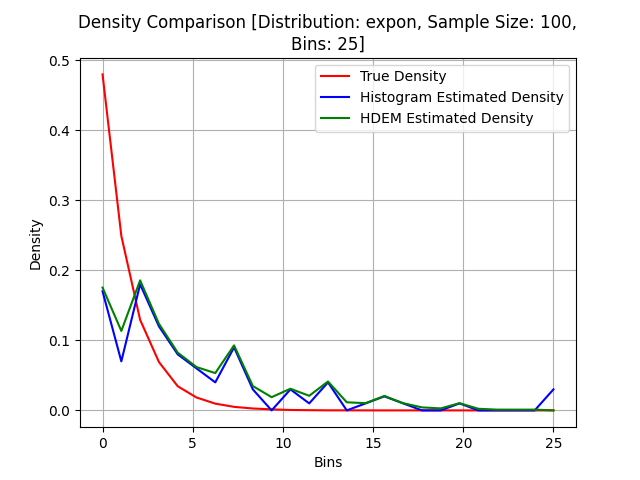 Density Comparison [Distribution: expon, Sample Size: 100,
Bins: 25]
True Density
Histogram Estimated Density
HDEM Estimated Density
Density
0.5
0.4
0.3
0.2
0.1
0.0
0 5 10 15 20 25
Bins